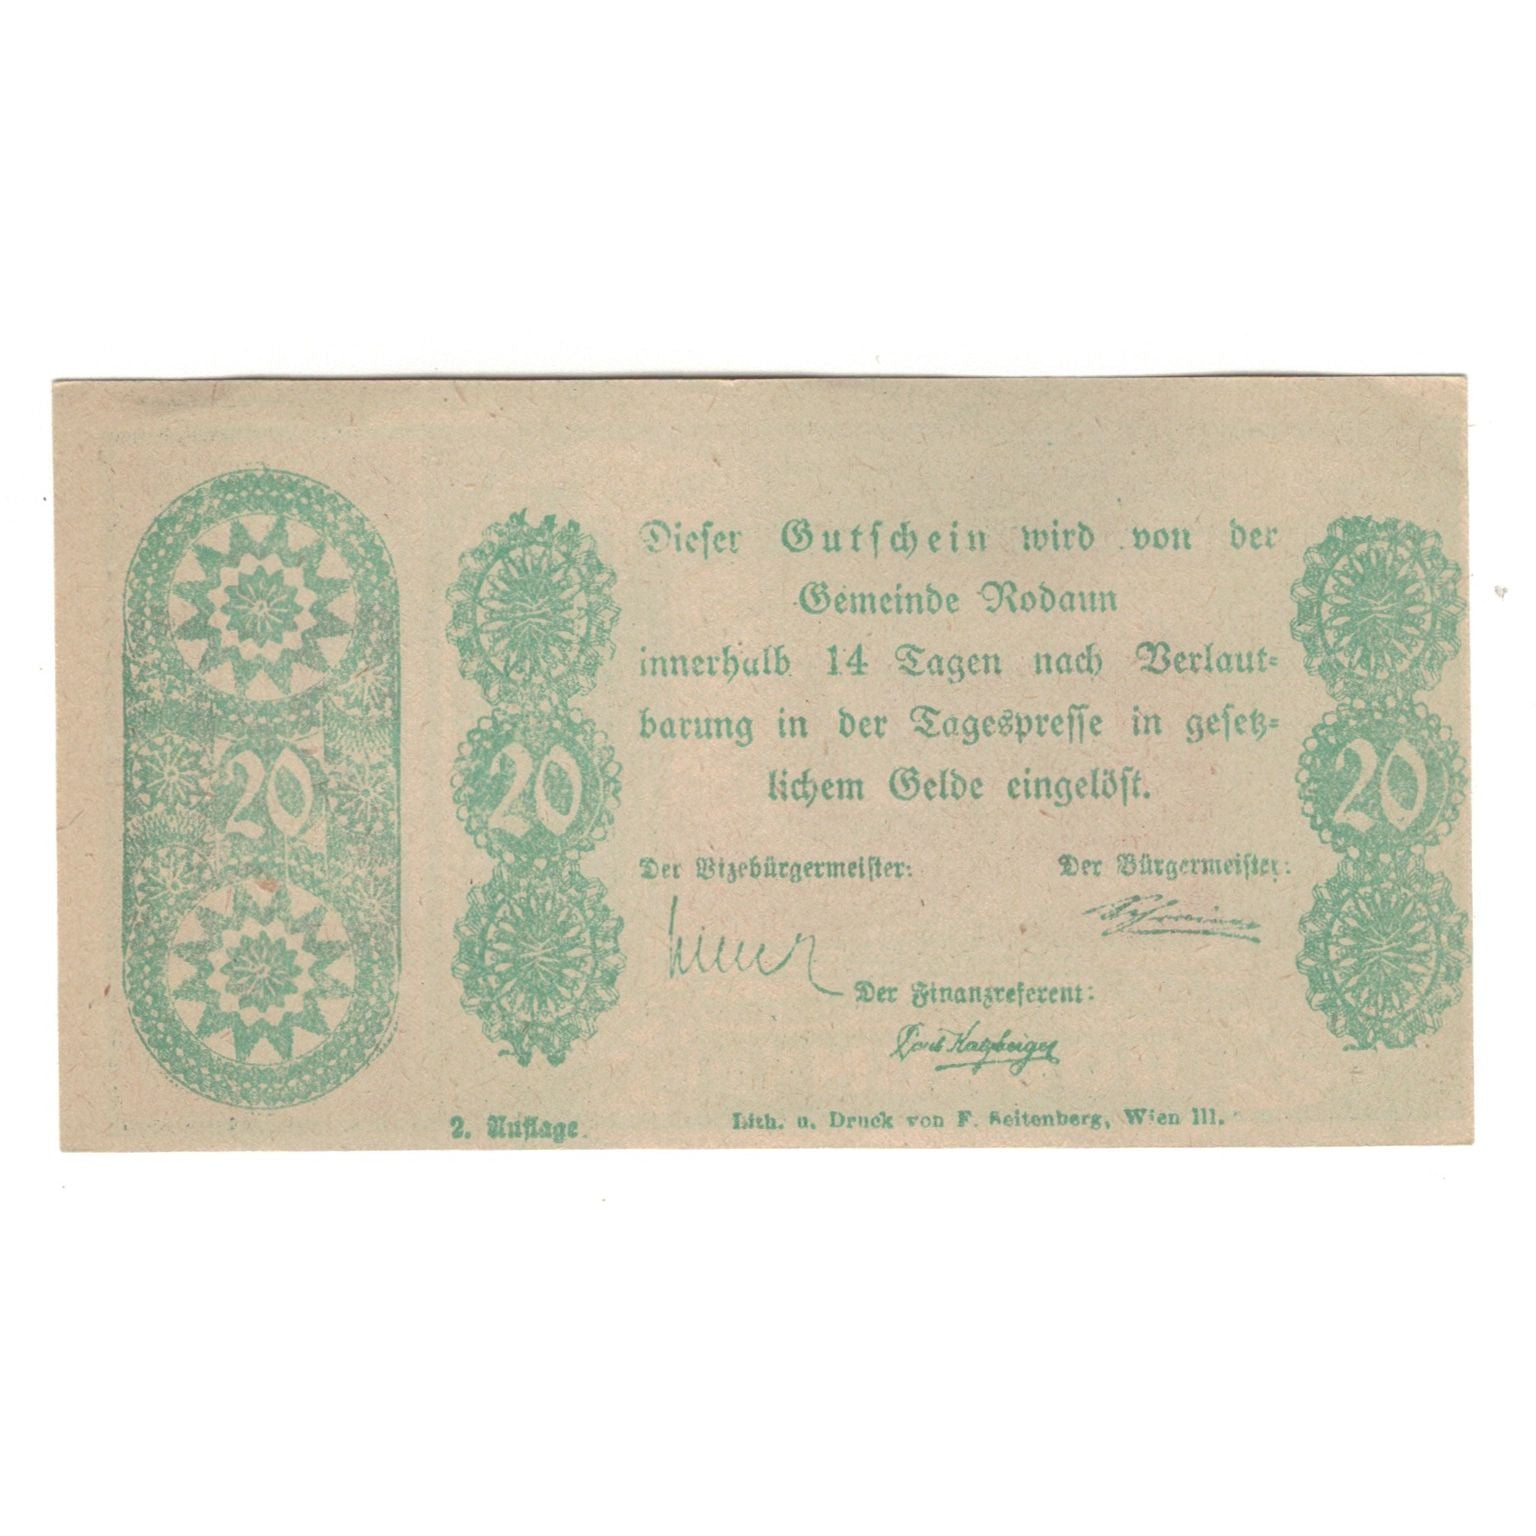 Dieser Gutschein wird von der
Gemeinde Rodaun
innerhalb 14 Tagen nach Verlaut-
barung in der Tagespresse in gesetz-
lichem Gelde eingelöst.
20
20
20
Der Vizebürgermeister:
Der Bürgermeister:
Der Finanzreferent:
2. Auflage.
Lith. u. Druck von F. Seitenberg, Wien III.